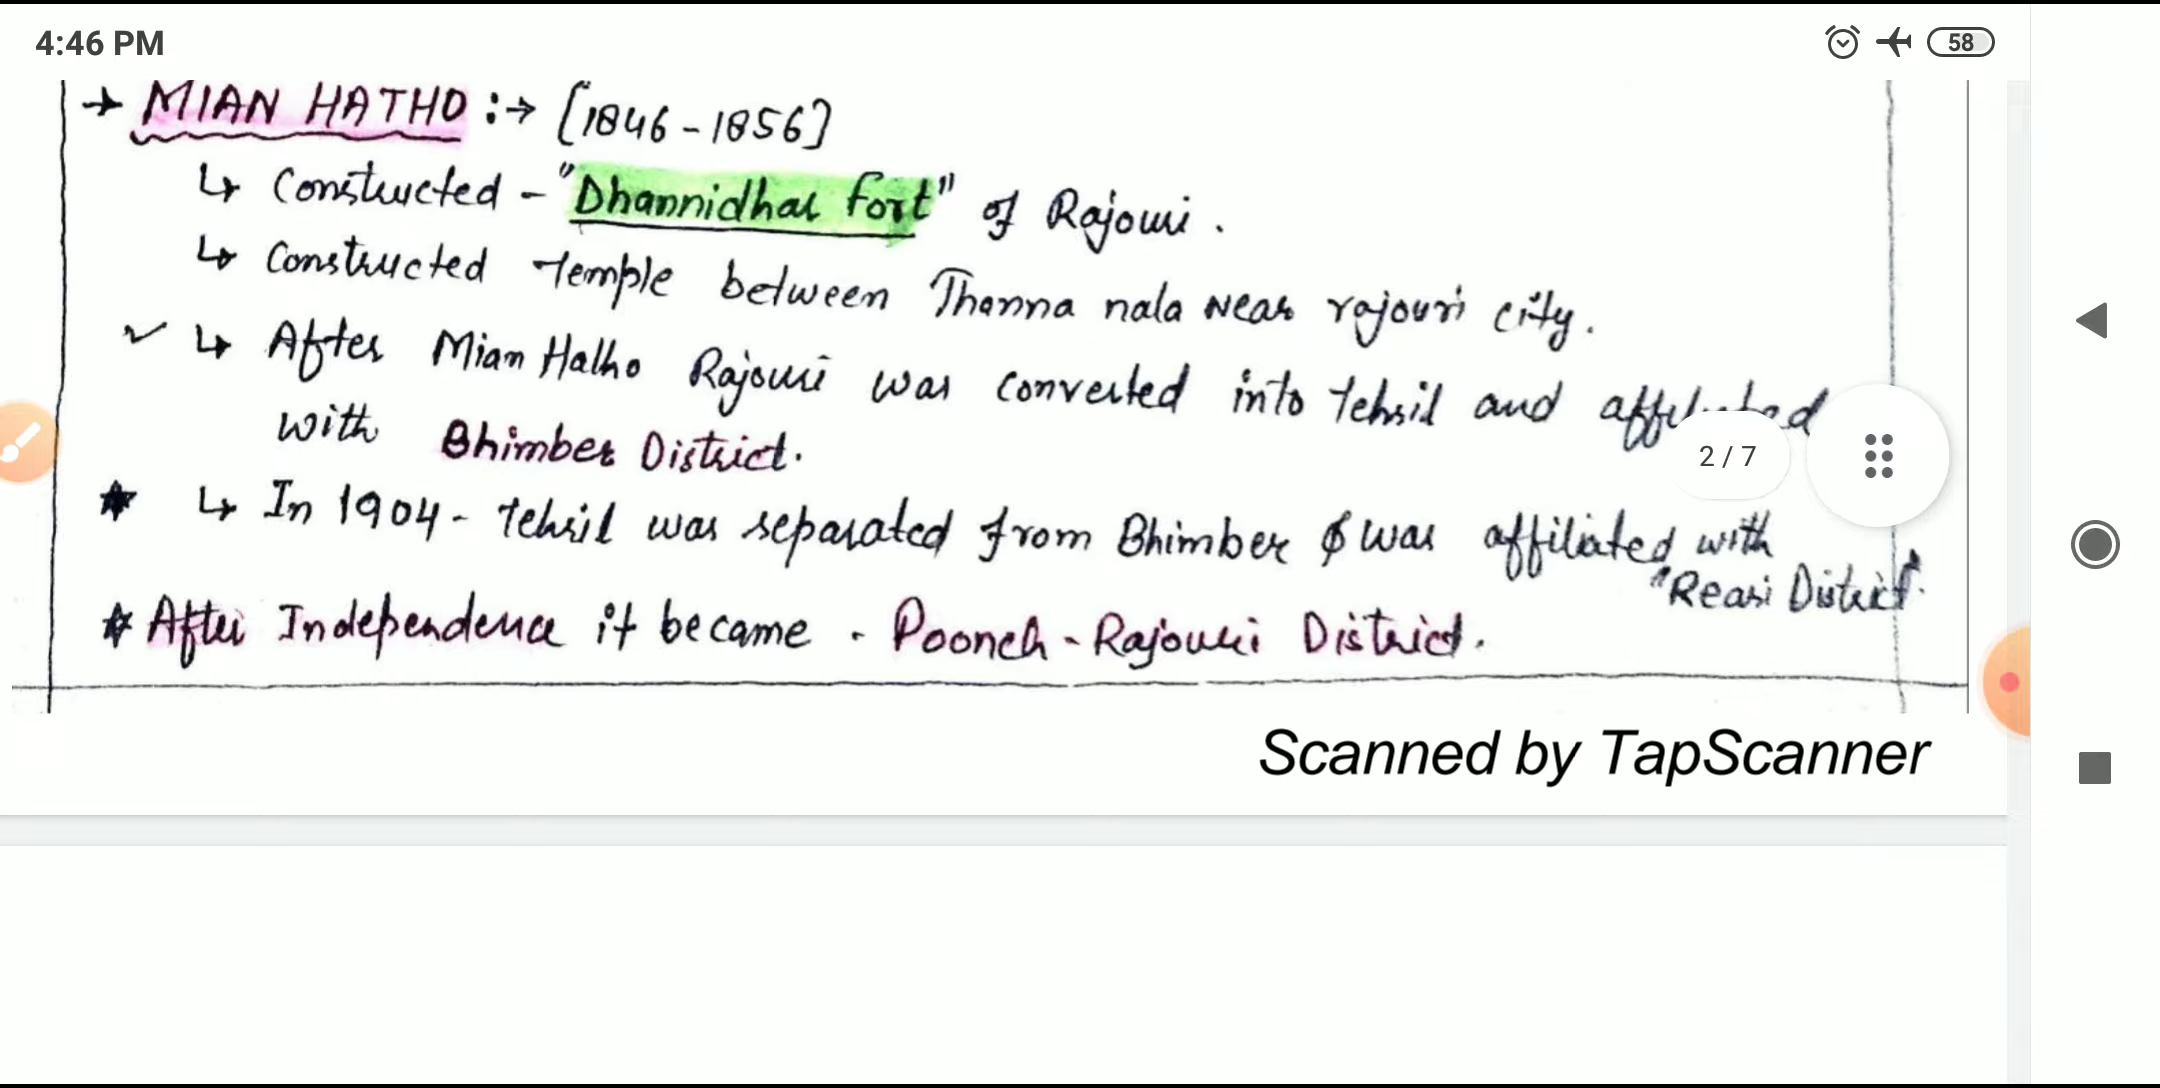 4:46 PM
58
→ MIAN HATHO :→ [1846-1856]
↳ Constructed - "Dhannidhar fort" of Rajouri.
↳ Constructed temple between Thanna nala near rajouri city.
✓ ↳ After Mian Hatho Rajouri was converted into tehsil and affiliated
with Bhimber District.
2 / 7
★ ↳ In 1904 - tehsil was separated from Bhimber & was affiliated with
"Reasi District".
☆ After Independence it became - Poonch - Rajouri District.
Scanned by TapScanner